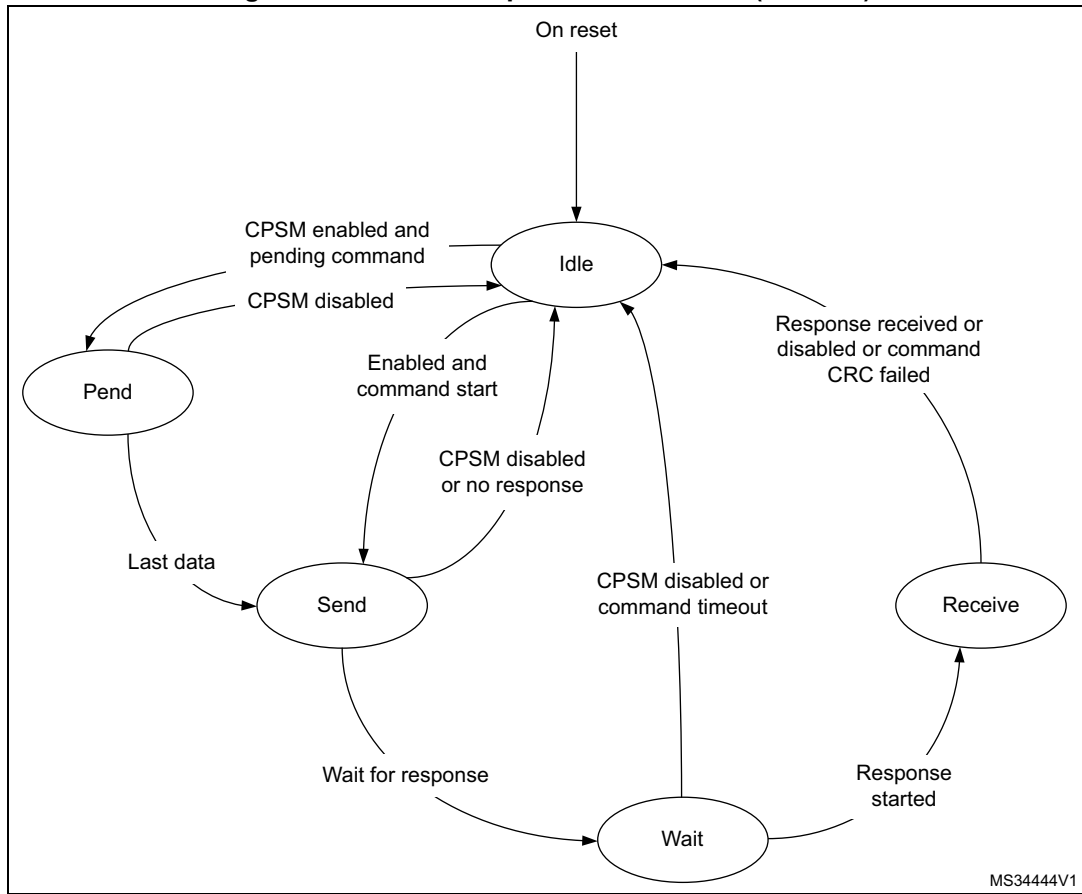 On reset
CPSM enabled and
pending command
Idle
CPSM disabled
Response received or
disabled or command
CRC failed
Enabled and
command start
Pend
CPSM disabled
or no response
Last data
CPSM disabled or
command timeout
Send
Receive
Wait for response
Response
started
Wait
MS34444V1